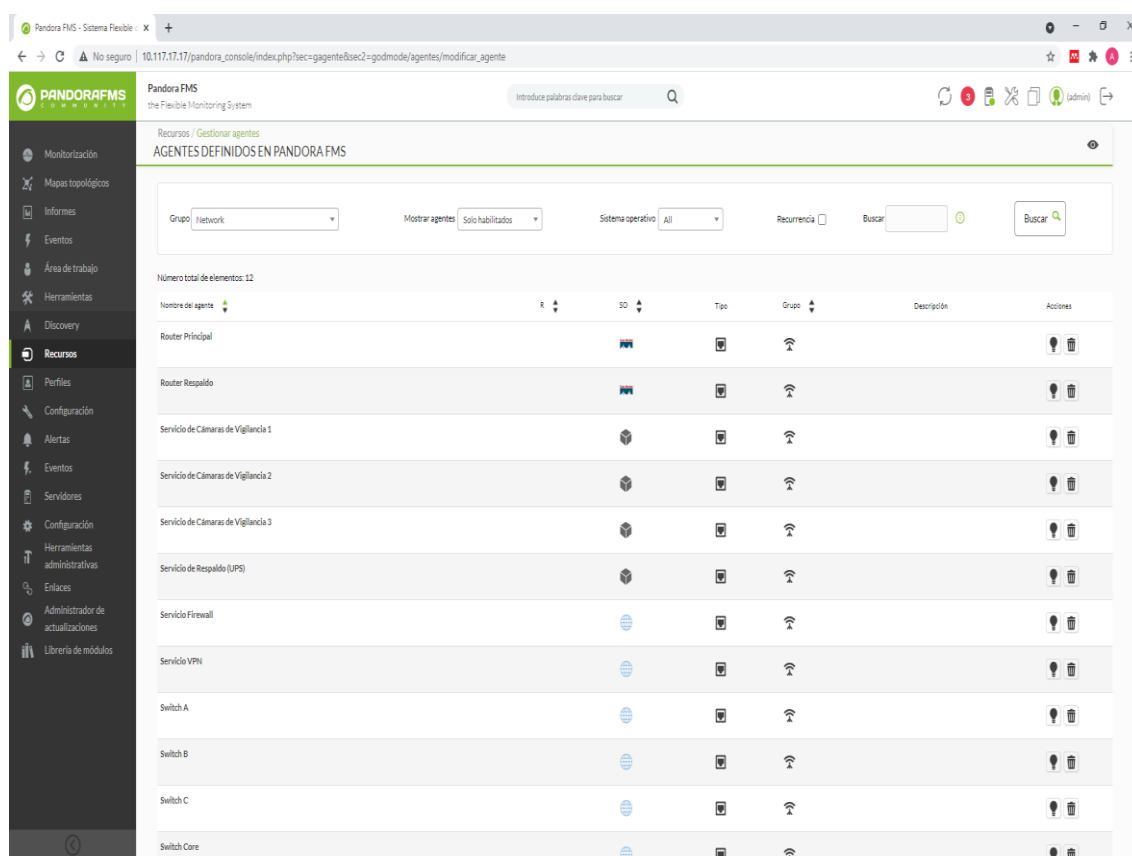 Pandora FMS - Sistema Flexible
No seguro 10.117.17.17/pandora_console/index.php?sec=gagente&sec2=godmode/agentes/modificar_agente
A
PANDORAFMS
COMMUNITY
Pandora FMS
the Flexible Monitoring System
Introduce palabras clave para buscar
3
(admin)
Recursos / Gestionar agentes
AGENTES DEFINIDOS EN PANDORA FMS
Monitorización
Mapas topológicos
Informes
Eventos
Área de trabajo
Herramientas
Discovery
Recursos
Perfiles
Configuración
Alertas
Eventos
Servidores
Configuración
Herramientas
administrativas
Enlaces
Administrador de
actualizaciones
Librería de módulos
Grupo Network Mostrar agentes Solo habilitados Sistema operativo All Recurrencia Buscar Buscar
Número total de elementos: 12
Nombre del agente R SO Tipo Grupo Descripción Acciones
Router Principal
Router Respaldo
Servicio de Cámaras de Vigilancia 1
Servicio de Cámaras de Vigilancia 2
Servicio de Cámaras de Vigilancia 3
Servicio de Respaldo (UPS)
Servicio Firewall
Servicio VPN
Switch A
Switch B
Switch C
Switch Core